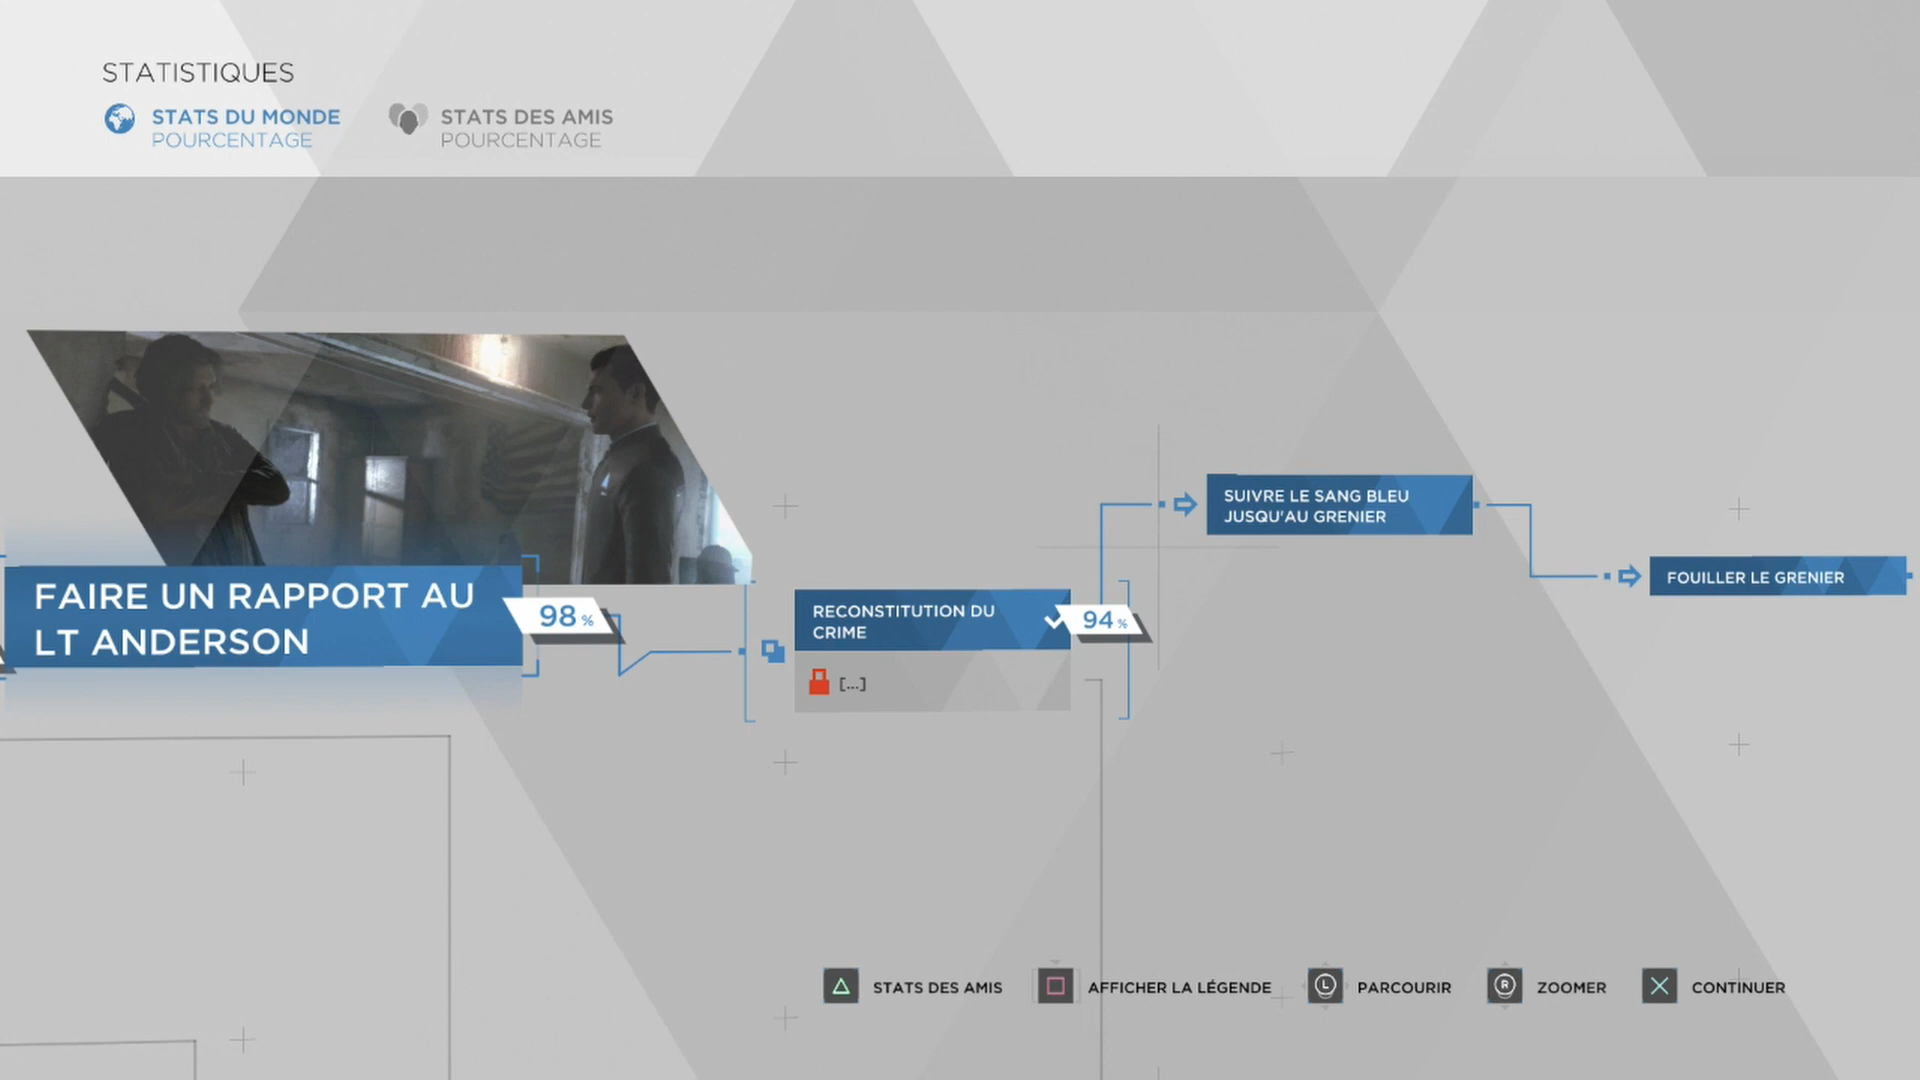 STATISTIQUES
STATS DU MONDE
POURCENTAGE
STATS DES AMIS
POURCENTAGE
FAIRE UN RAPPORT AU
LT ANDERSON
98 %
RECONSTITUTION DU
CRIME
94 %
[...]
SUIVRE LE SANG BLEU
JUSQU'AU GRENIER
FOUILLER LE GRENIER
STATS DES AMIS
AFFICHER LA LÉGENDE
L
PARCOURIR
R
ZOOMER
CONTINUER